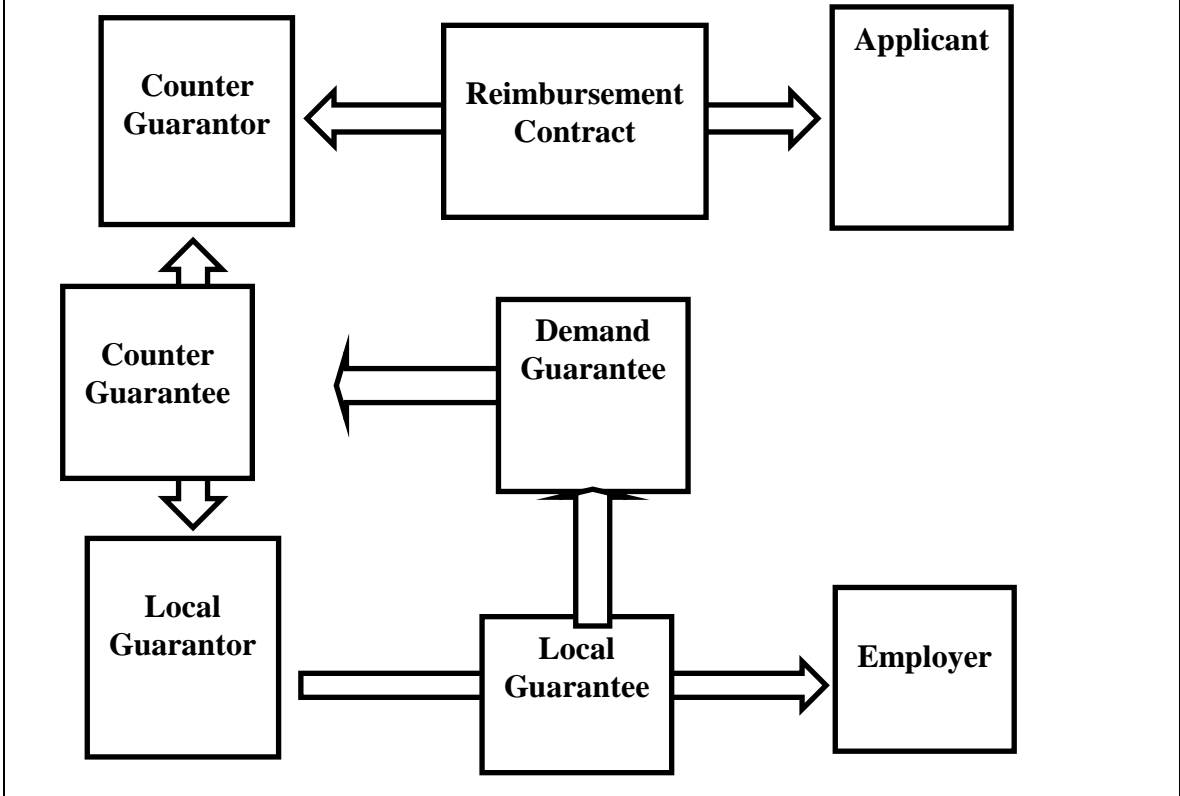 Counter
Guarantor
Reimbursement
Contract
Applicant
Counter
Guarantee
Demand
Guarantee
Local
Guarantor
Local
Guarantee
Employer